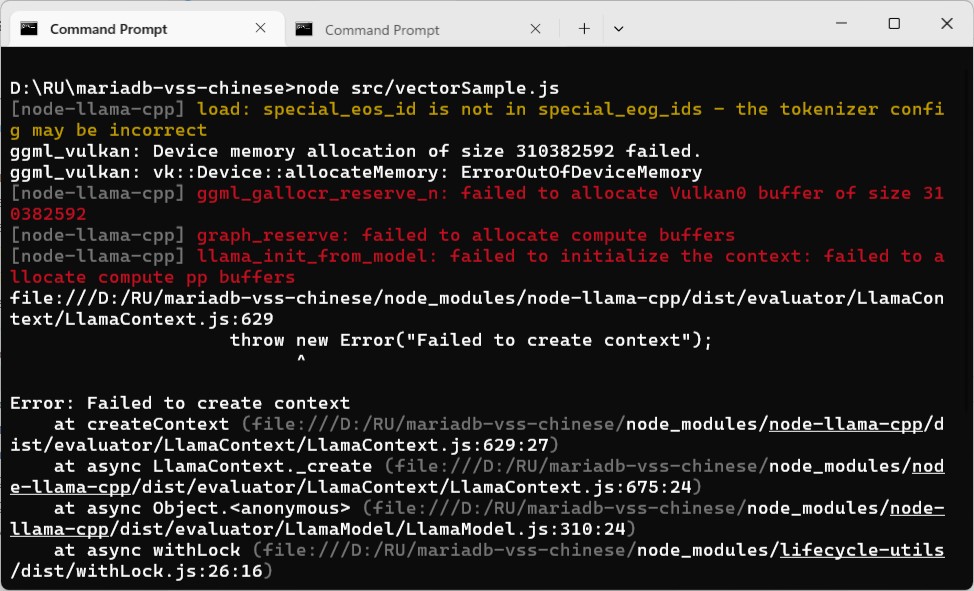 Command Prompt
Command Prompt
D:\RU\mariadb-vss-chinese>node src/vectorSample.js
[node-llama-cpp] load: special_eos_id is not in special_eog_ids - the tokenizer confi
g may be incorrect
ggml_vulkan: Device memory allocation of size 310382592 failed.
ggml_vulkan: vk::Device::allocateMemory: ErrorOutOfDeviceMemory
[node-llama-cpp] ggml_gallocr_reserve_n: failed to allocate Vulkan0 buffer of size 31
0382592
[node-llama-cpp] graph_reserve: failed to allocate compute buffers
[node-llama-cpp] llama_init_from_model: failed to initialize the context: failed to a
llocate compute pp buffers
file:///D:/RU/mariadb-vss-chinese/node_modules/node-llama-cpp/dist/evaluator/LlamaCon
text/LlamaContext.js:629
                    throw new Error("Failed to create context");
                          ^
Error: Failed to create context
    at createContext (file:///D:/RU/mariadb-vss-chinese/node_modules/node-llama-cpp/d
ist/evaluator/LlamaContext/LlamaContext.js:629:27)
    at async LlamaContext._create (file:///D:/RU/mariadb-vss-chinese/node_modules/nod
e-llama-cpp/dist/evaluator/LlamaContext/LlamaContext.js:675:24)
    at async Object.<anonymous> (file:///D:/RU/mariadb-vss-chinese/node_modules/node-
llama-cpp/dist/evaluator/LlamaModel/LlamaModel.js:310:24)
    at async withLock (file:///D:/RU/mariadb-vss-chinese/node_modules/lifecycle-utils
/dist/withLock.js:26:16)